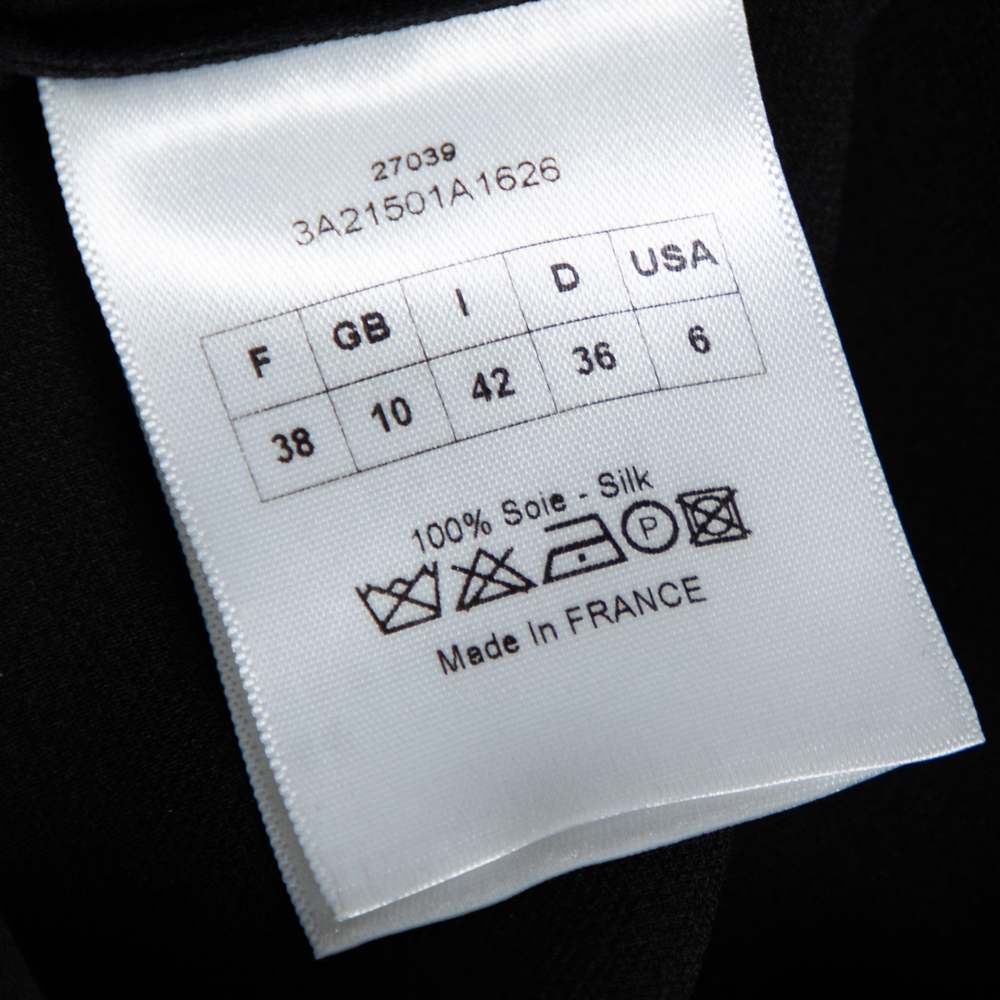 27039
3A21501A1626
F GB I D USA
38 10 42 36 6
100% Soie - Silk
P
Made In FRANCE